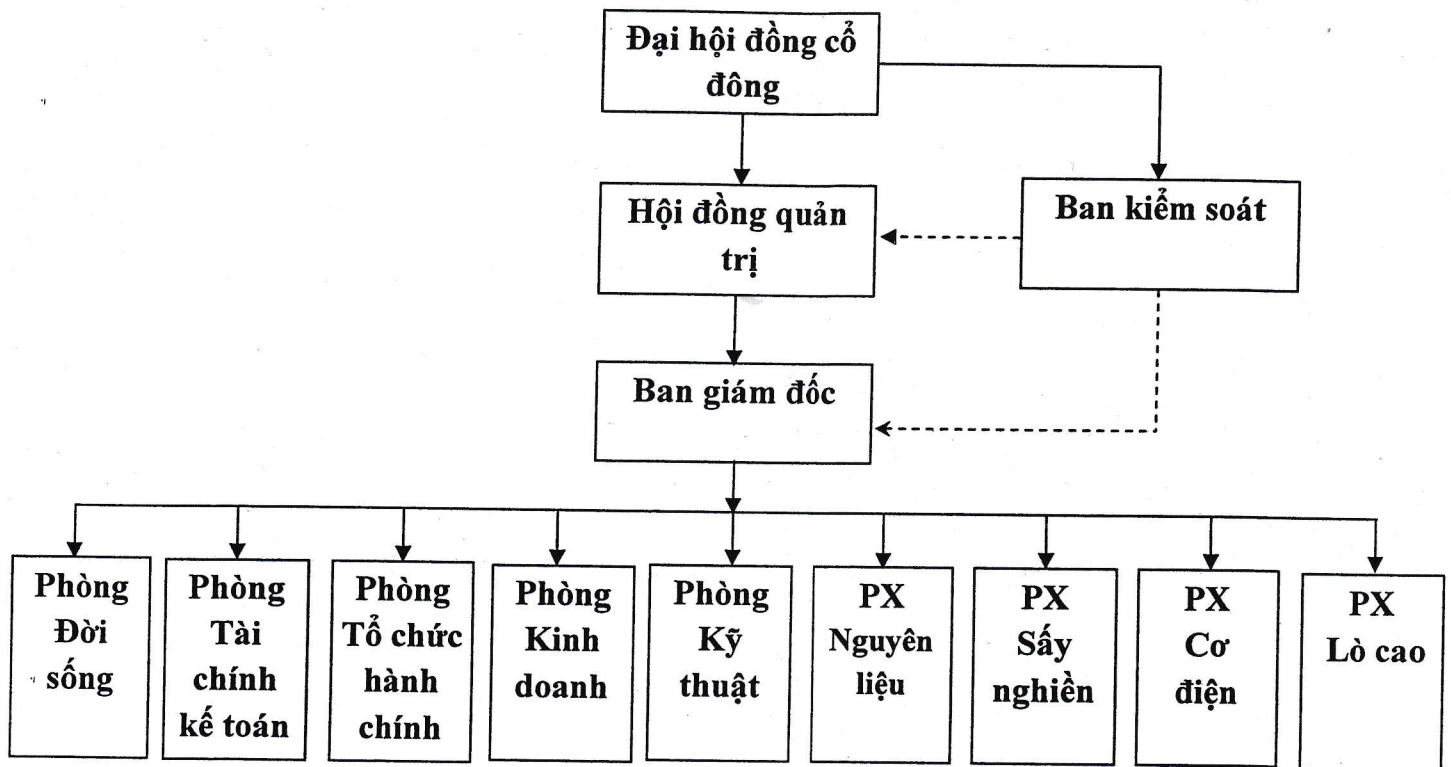 Đại hội đồng cổ
đông
Hội đồng quản
trị
Ban kiểm soát
Ban giám đốc
Phòng
Đời
sống
Phòng
Tài
chính
kế toán
Phòng
Tổ chức
hành
chính
Phòng
Kinh
doanh
Phòng
Kỹ
thuật
PX
Nguyên
liệu
PX
Sấy
nghiền
PX
Cơ
điện
PX
Lò cao